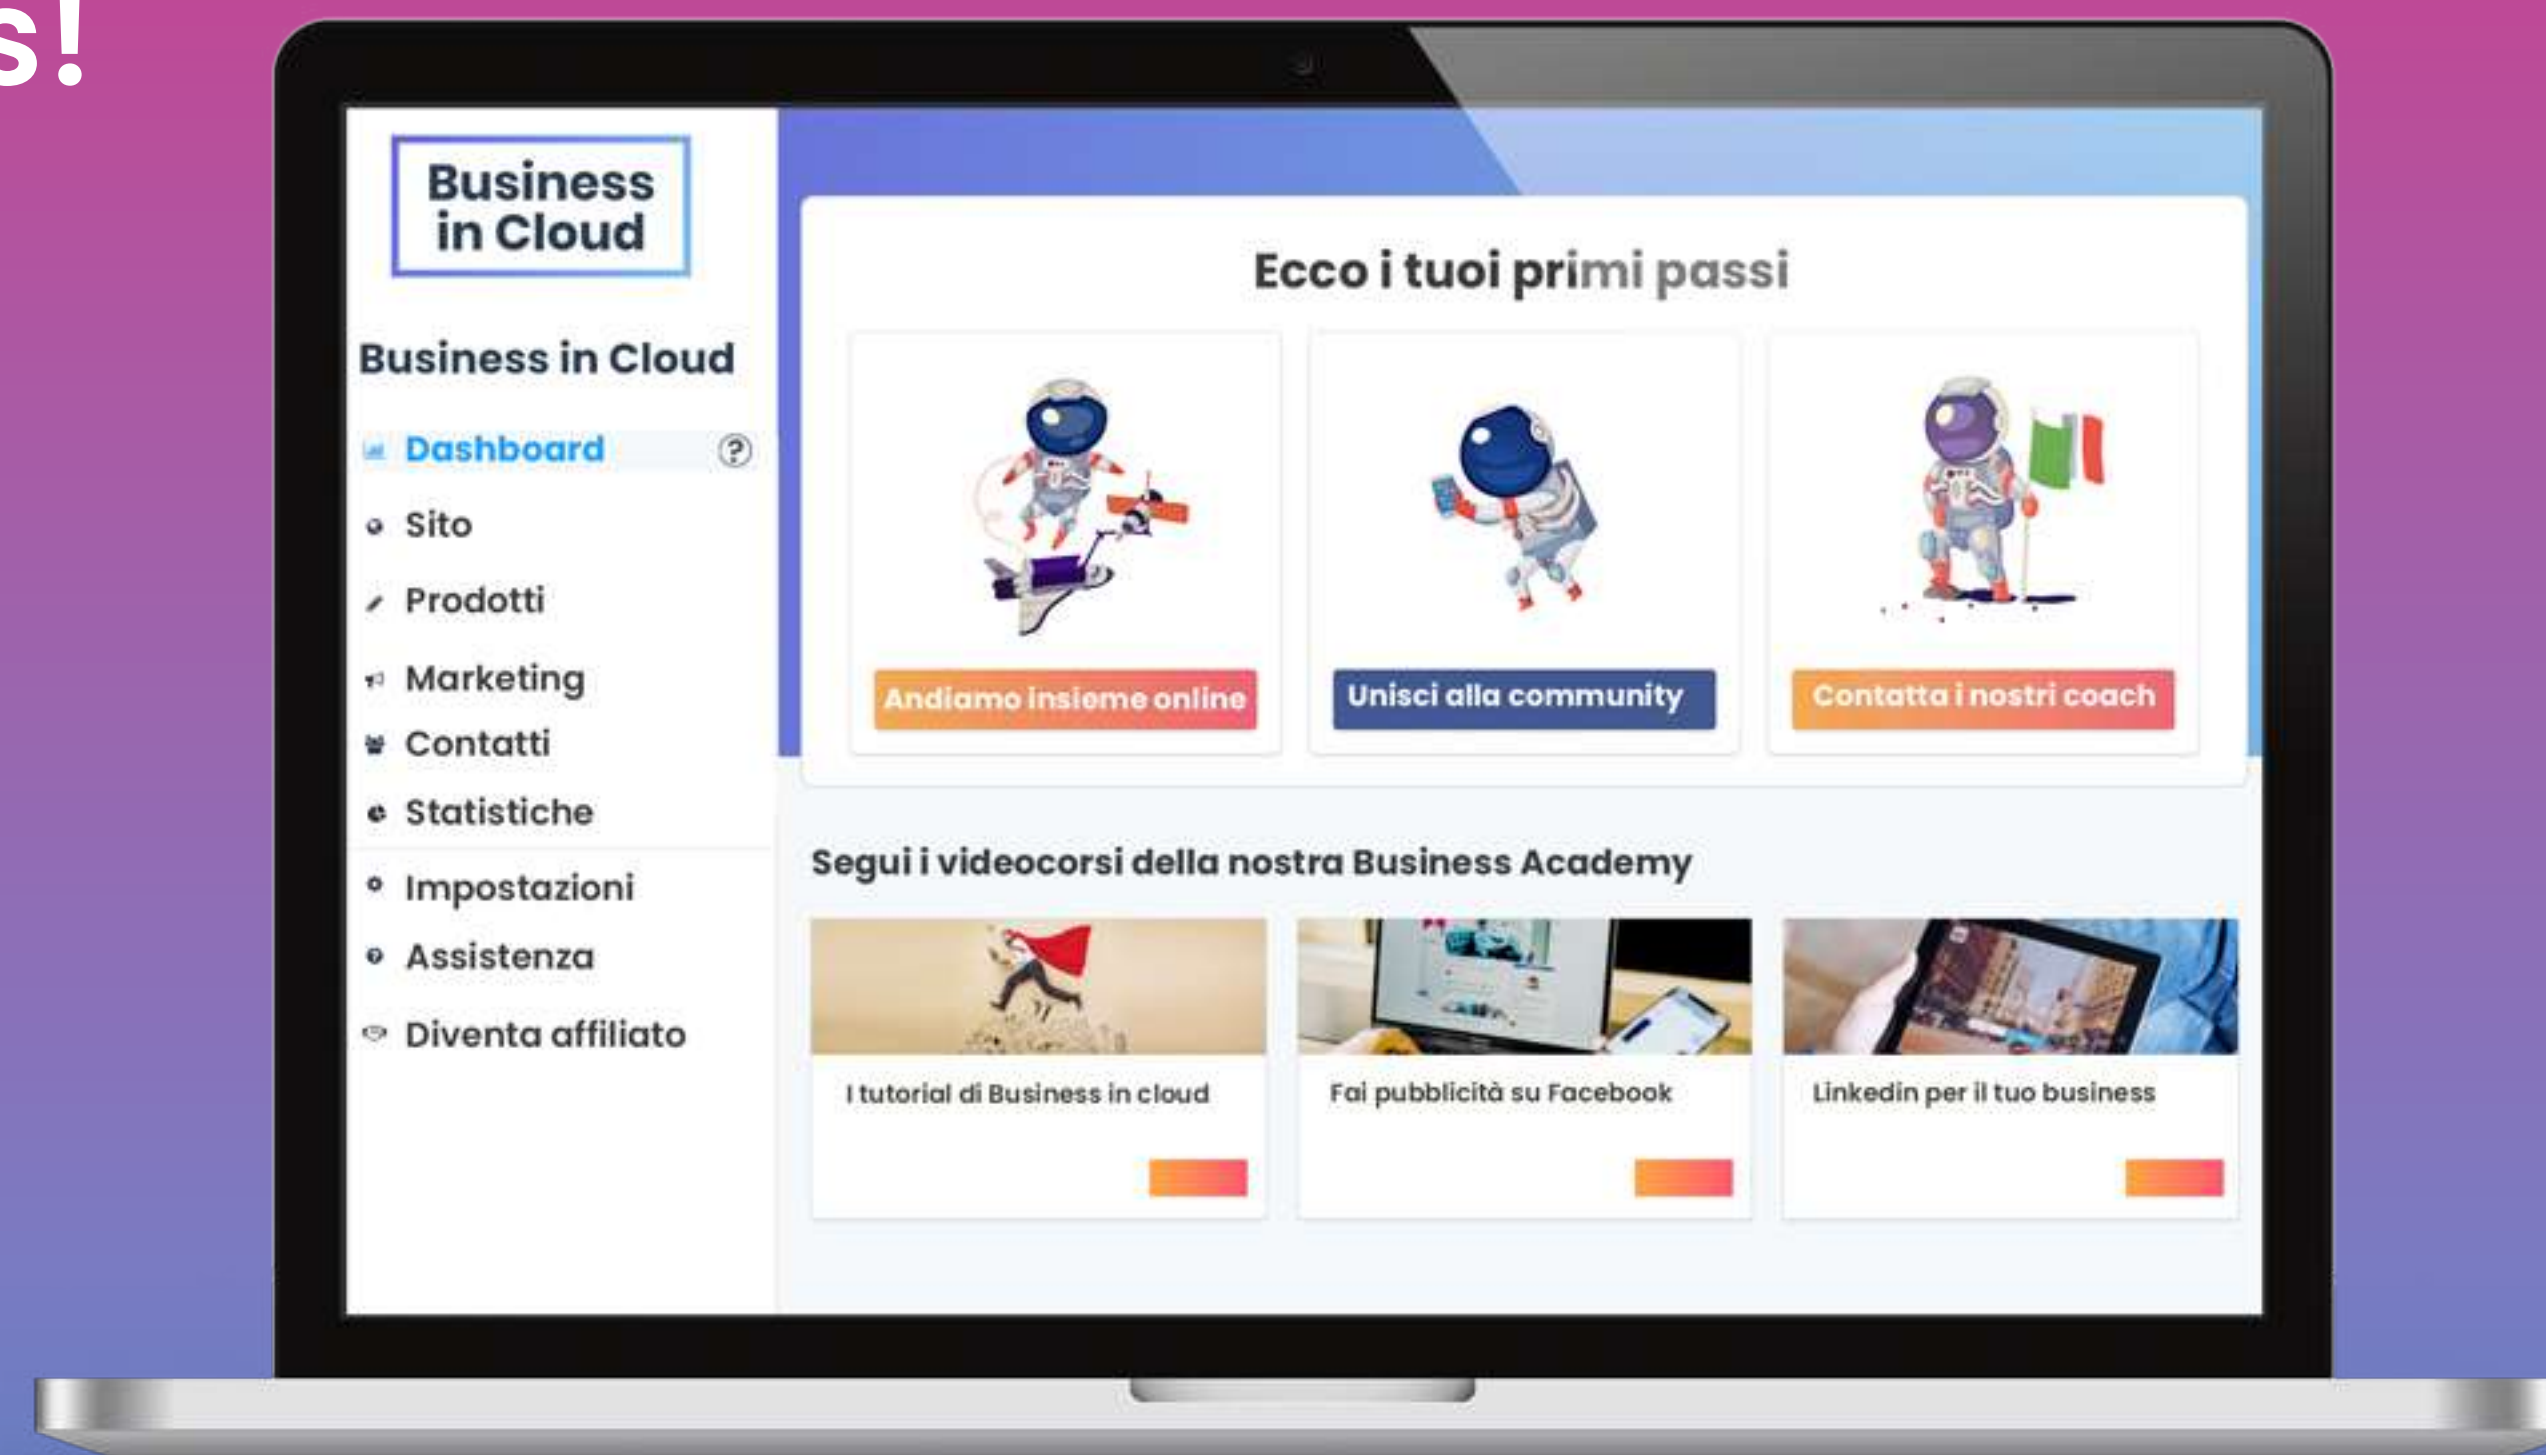 s!
Business
in Cloud
Business in Cloud
Dashboard
?
Sito
Prodotti
Marketing
Contatti
Statistiche
Impostazioni
Assistenza
Diventa affiliato
Ecco i tuoi primi passi
Andiamo insieme online
Unisci alla community
Contatta i nostri coach
Segui i videocorsi della nostra Business Academy
I tutorial di Business in cloud
Fai pubblicità su Facebook
Linkedin per il tuo business